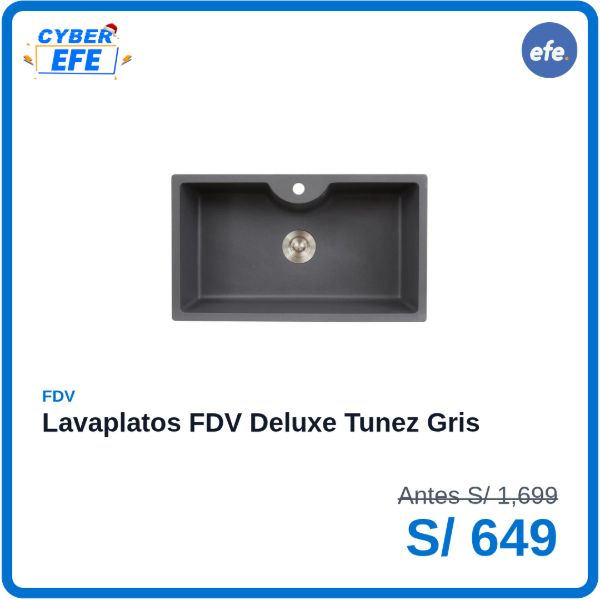 CYBER
EFE
efe.
FDV
Lavaplatos FDV Deluxe Tunez Gris
Antes S/ 1,699
S/ 649